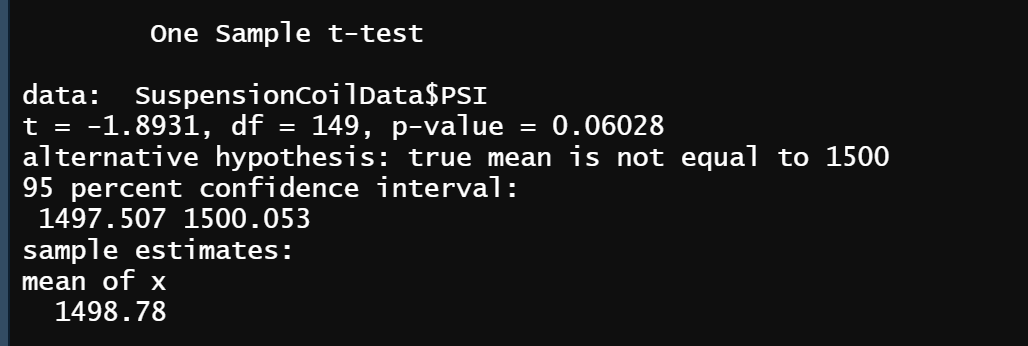 One Sample t-test
data:  SuspensionCoilData$PSI
t = -1.8931, df = 149, p-value = 0.06028
alternative hypothesis: true mean is not equal to 1500
95 percent confidence interval:
1497.507 1500.053
sample estimates:
mean of x
1498.78